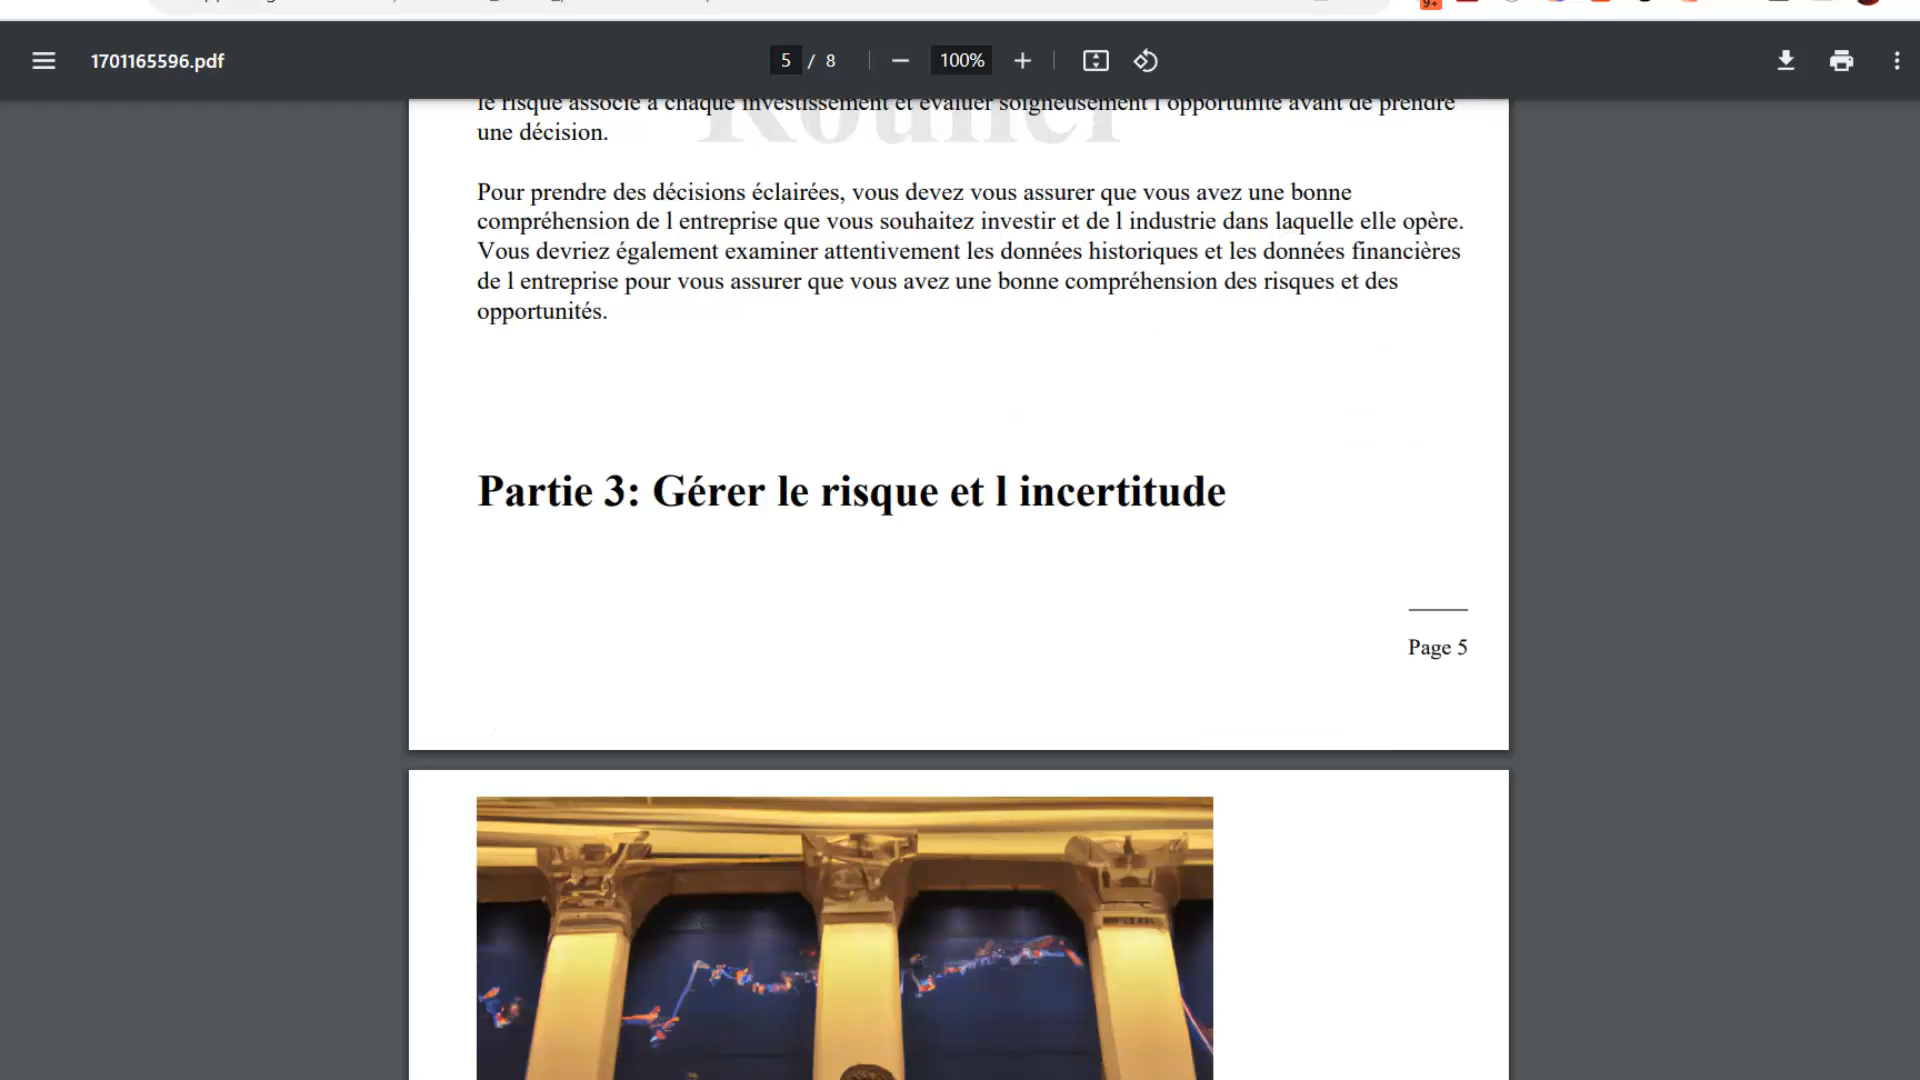 9+
1701165596.pdf
5 / 8
100%
le risque associé à chaque investissement et évaluer soigneusement l opportunité avant de prendre
une décision.
Pour prendre des décisions éclairées, vous devez vous assurer que vous avez une bonne
compréhension de l entreprise que vous souhaitez investir et de l industrie dans laquelle elle opère.
Vous devriez également examiner attentivement les données historiques et les données financières
de l entreprise pour vous assurer que vous avez une bonne compréhension des risques et des
opportunités.
Partie 3: Gérer le risque et l incertitude
Page 5